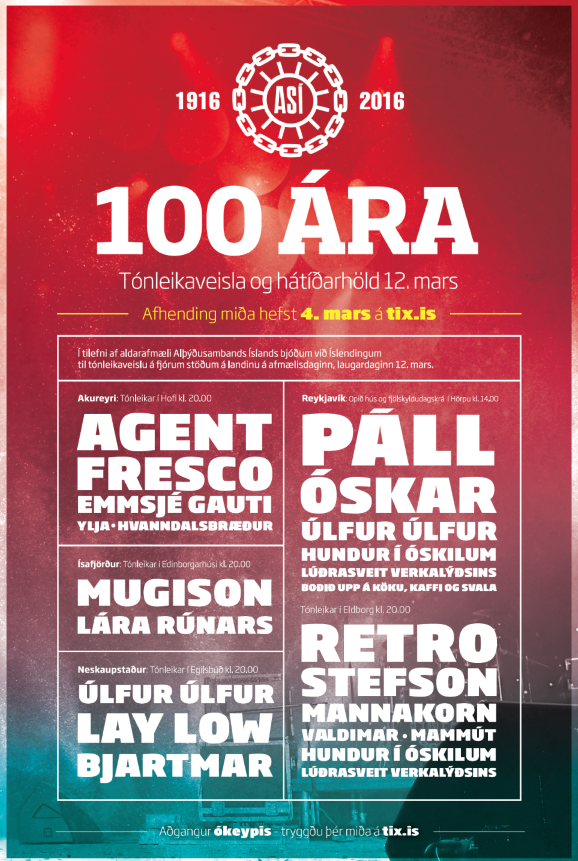 1916 ASÍ 2016
100 ÁRA
Tónleikaveisla og hátíðarhöld 12. mars
Afhending miða hefst 4. mars á tix.is
Í tilefni af aldarafmæli Alþýðusambands Íslands bjóðum við Íslendingum
til tónleikaveislu á fjórum stöðum á landinu á afmælisdaginn, laugardaginn 12. mars.
Akureyri: Tónleikar í Hofi kl. 20.00
AGENT
FRESCO
EMMSJÉ GAUTI
YLJA • HVANNDALSBRÆÐUR
Ísafjörður: Tónleikar í Edinborgarhúsi kl. 20.00
MUGISON
LÁRA RÚNARS
Neskaupstaður: Tónleikar í Egilsbúð kl. 20.00
ÚLFUR ÚLFUR
LAY LOW
BJARTMAR
Reykjavík: Opið hús og fjölskyldudagskrá í Hörpu kl. 14.00
PÁLL
ÓSKAR
ÚLFUR ÚLFUR
HUNDUR Í ÓSKILUM
LÚÐRASVEIT VERKALÝÐSINS
BOÐIÐ UPP Á KÖKU, KAFFI OG SVALA
Tónleikar í Eldborg kl. 20.00
RETRO
STEFSON
MANNAKORN
VALDIMAR • MAMMÚT
HUNDUR Í ÓSKILUM
LÚÐRASVEIT VERKALÝÐSINS
Aðgangur ókeypis - tryggðu þér miða á tix.is